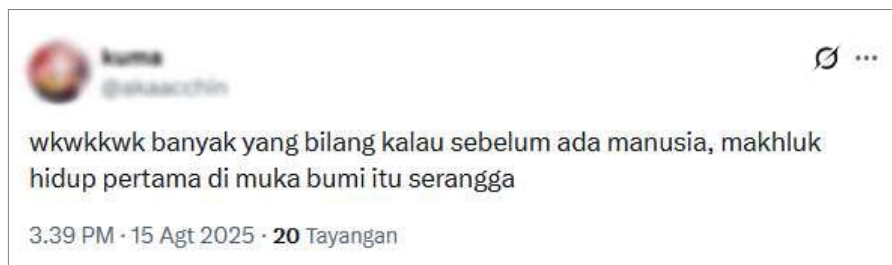 kuma
wkwkkwk banyak yang bilang kalau sebelum ada manusia, makhluk
hidup pertama di muka bumi itu serangga
3.39 PM · 15 Agt 2025 · 20 Tayangan